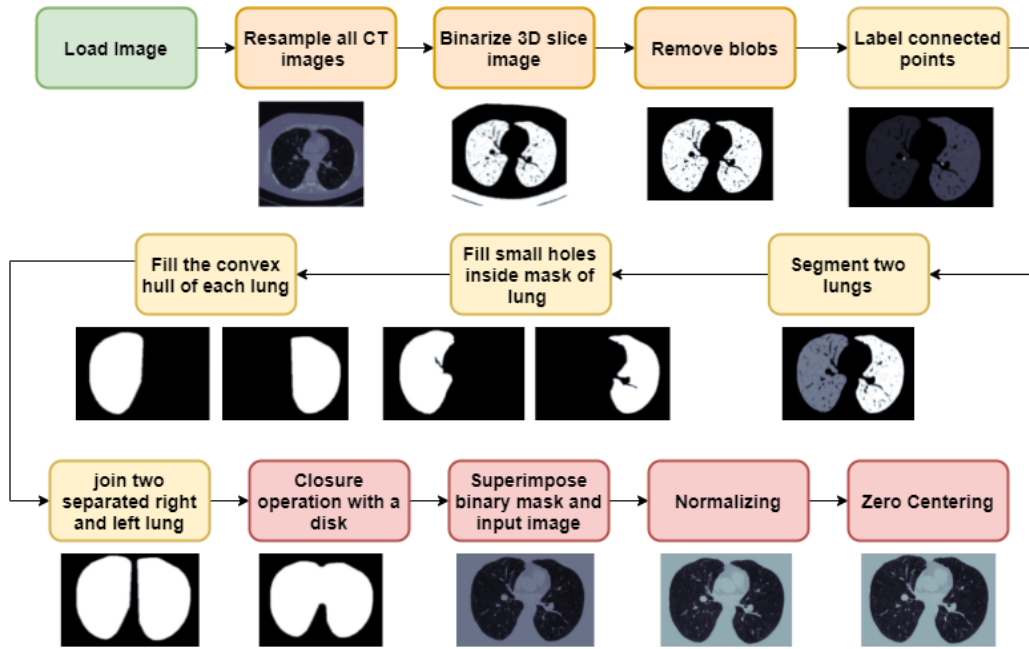 Load Image
Resample all CT
images
Binarize 3D slice
image
Remove blobs
Label connected
points
Fill the convex
hull of each lung
Fill small holes
inside mask of
lung
Segment two
lungs
join two
separated right
and left lung
Closure
operation with a
disk
Superimpose
binary mask and
input image
Normalizing
Zero Centering